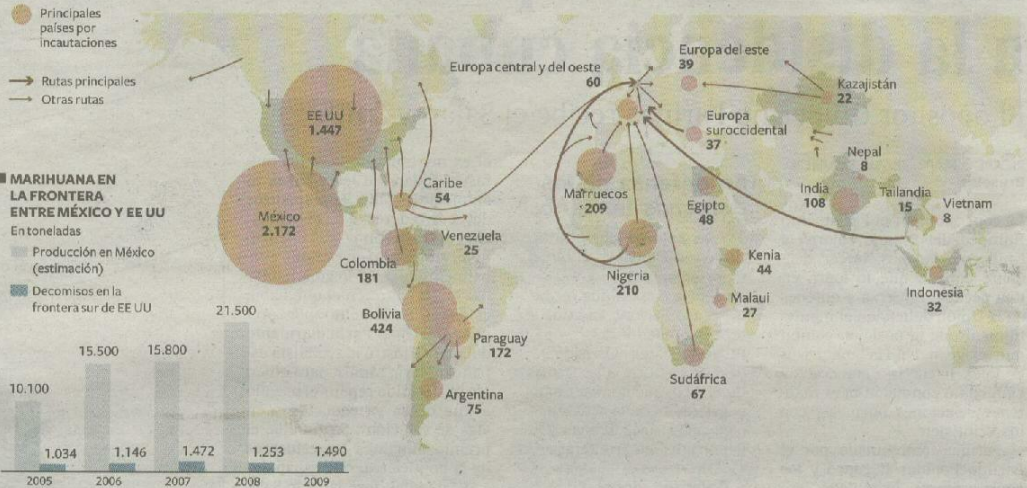 Principales
países por
incautaciones
Rutas principales
Otras rutas
EE UU
1.447
México
2.172
Caribe
54
Venezuela
25
Colombia
181
Bolivia
424
Paraguay
172
Argentina
75
Europa central y del oeste
60
Europa del este
39
Kazajistán
22
Europa
suroccidental
37
Marruecos
209
Egipto
48
Nigeria
210
Kenia
44
Malaui
27
Sudáfrica
67
Nepal
8
India
108
Tailandia
15
Vietnam
8
Indonesia
32
MARIHUANA EN
LA FRONTERA
ENTRE MÉXICO Y EE UU
En toneladas
Producción en México
(estimación)
Decomisos en la
frontera sur de EE UU
10.100
15.500
15.800
21.500
1.034
1.146
1.472
1.253
1.490
2005
2006
2007
2008
2009